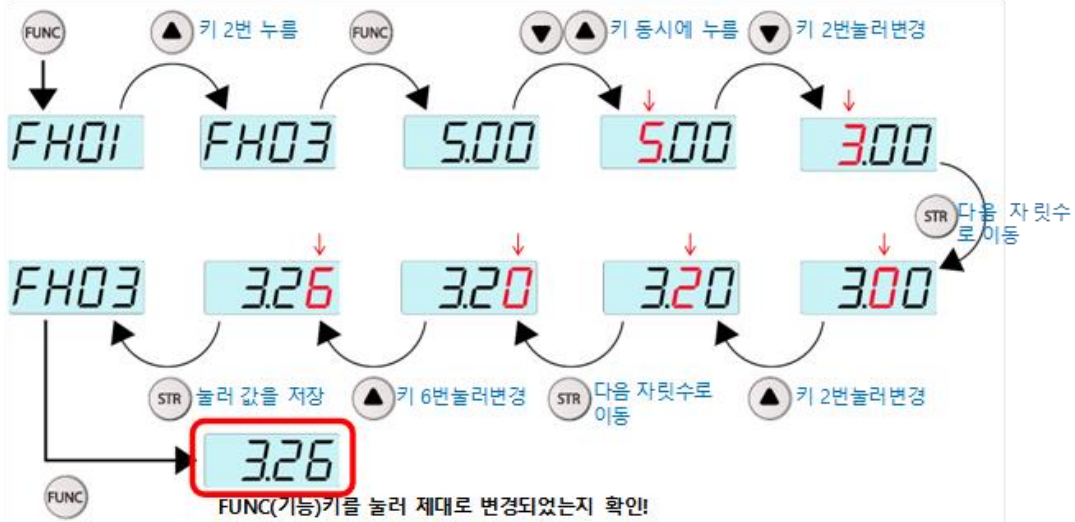 FUNC
▲ 키 2번 누름
FUNC
▼ ▲ 키 동시에 누름
▼ 키 2번눌러변경
FH01
FH03
5.00
5.00
3.00
STR 다음 자릿수
로 이동
FH03
3.26
3.20
3.20
3.00
STR 눌러 값을 저장
▲ 키 6번눌러변경
STR 다음 자릿수로
이동
▲ 키 2번눌러변경
3.26
FUNC
FUNC(기능)키를 눌러 제대로 변경되었는지 확인!